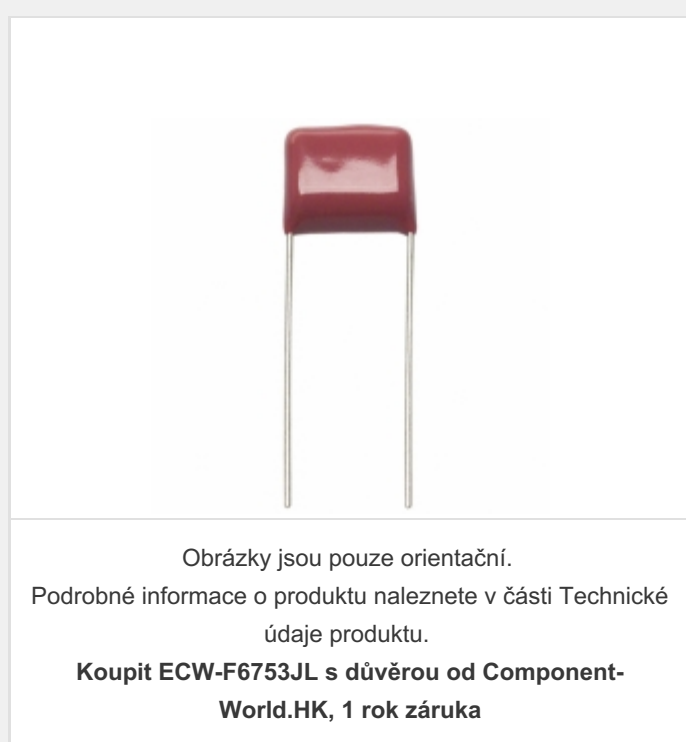 Obrázky jsou pouze orientační.
Podrobné informace o produktu naleznete v části Technické
údaje produktu.
Koupit ECW-F6753JL s důvěrou od Component-
World.HK, 1 rok záruka